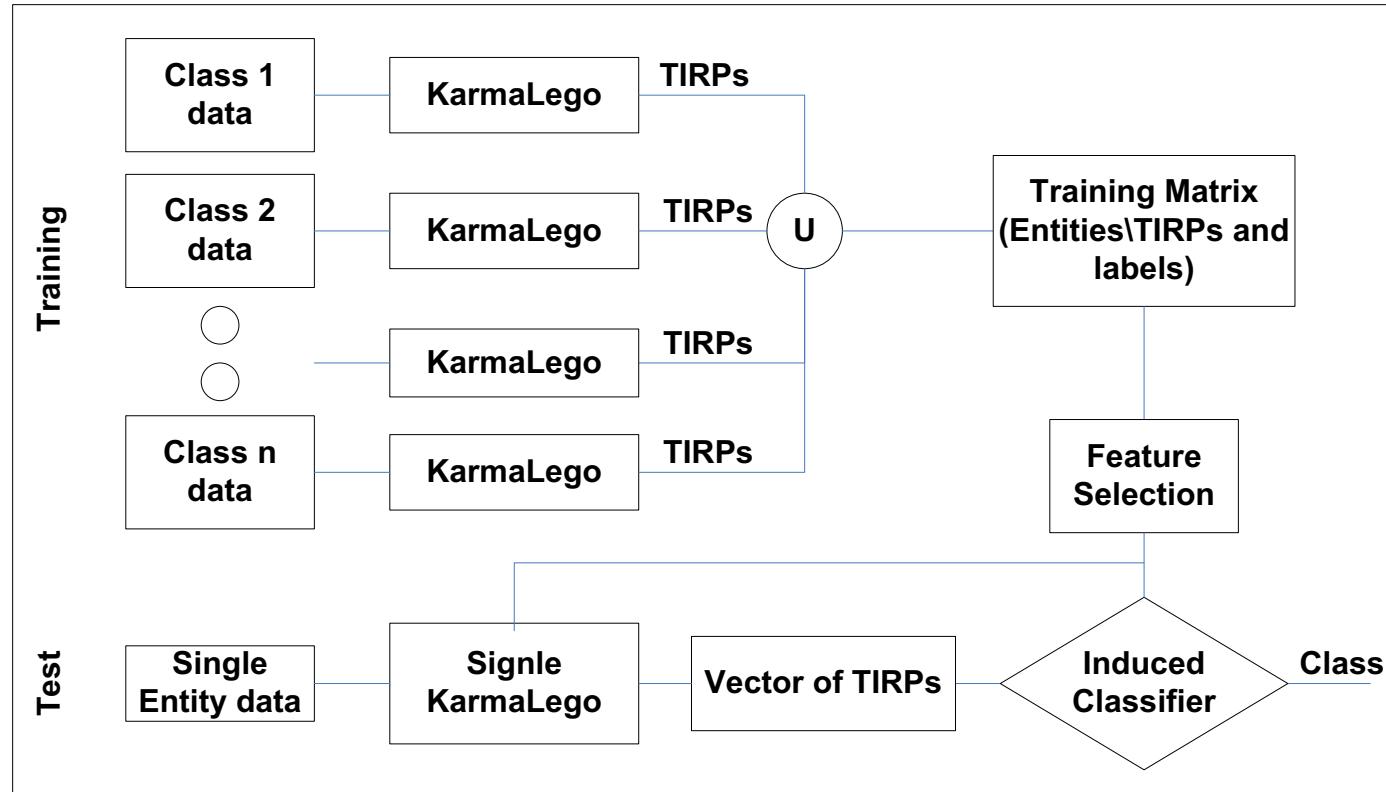 Training
Class 1
data
KarmaLego
TIRPs
Class 2
data
KarmaLego
TIRPs
U
Training Matrix
(Entities\TIRPs and
labels)
KarmaLego
TIRPs
Class n
data
KarmaLego
TIRPs
Feature
Selection
Test
Single
Entity data
Signle
KarmaLego
Vector of TIRPs
Induced
Classifier
Class